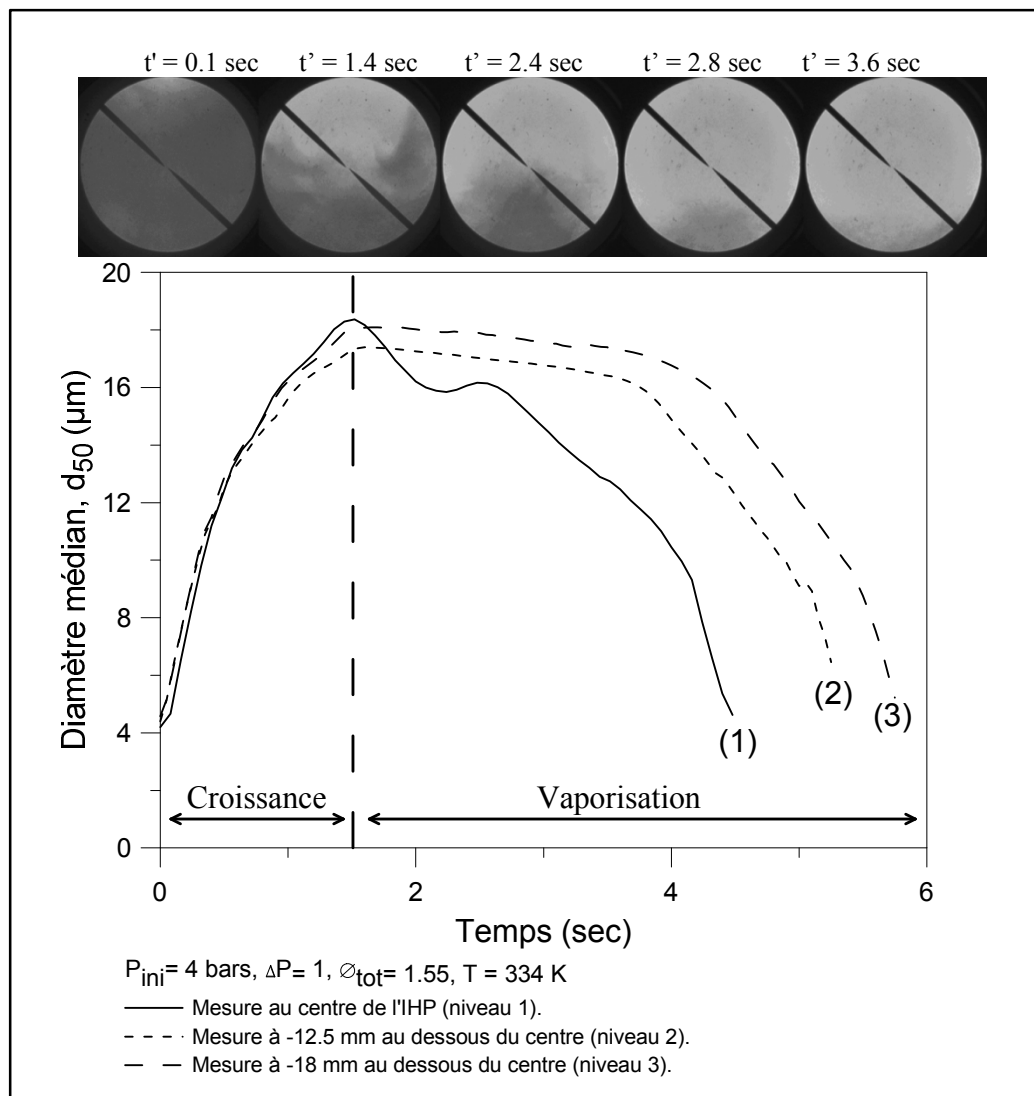 t' = 0.1 sec t’ = 1.4 sec t’ = 2.4 sec t’ = 2.8 sec t’ = 3.6 sec
20
16
12
8
4
0
Diamètre médian, d50 (µm)
(1)
(2)
(3)
Croissance
Vaporisation
0 2 4 6
Temps (sec)
Pini= 4 bars, ΔP= 1, ∅tot= 1.55, T = 334 K
Mesure au centre de l'IHP (niveau 1).
Mesure à -12.5 mm au dessous du centre (niveau 2).
Mesure à -18 mm au dessous du centre (niveau 3).